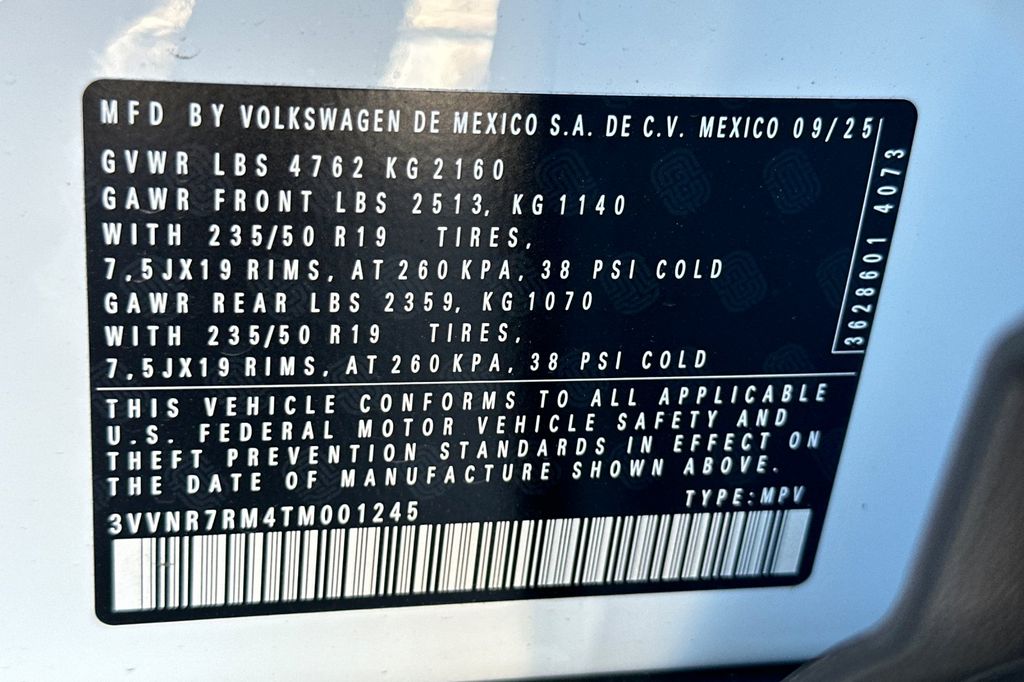 MFD BY VOLKSWAGEN DE MEXICO S.A. DE C.V. MEXICO 09/25
GVWR LBS 4762 KG 2160
GAWR FRONT LBS 2513, KG 1140
WITH 235/50 R19 TIRES,
7,5JX19 RIMS, AT 260 KPA, 38 PSI COLD
GAWR REAR LBS 2359, KG 1070
WITH 235/50 R19 TIRES,
7,5JX19 RIMS, AT 260 KPA, 38 PSI COLD
THIS VEHICLE CONFORMS TO ALL APPLICABLE
U.S. FEDERAL MOTOR VEHICLE SAFETY AND
THEFT PREVENTION STANDARDS IN EFFECT ON
THE DATE OF MANUFACTURE SHOWN ABOVE.
3VVNR7RM4TM001245 TYPE: MPV
3628601 4073